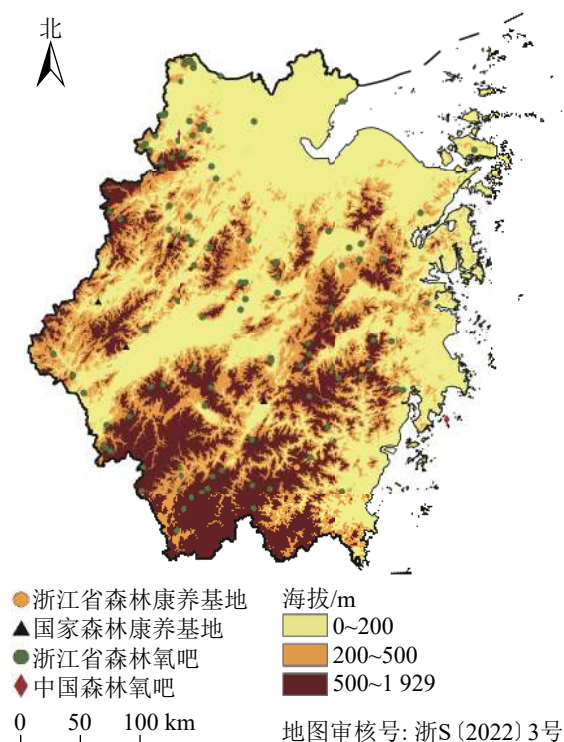 北
浙江省森林康养基地
国家森林康养基地
浙江省森林氧吧
中国森林氧吧
0 50 100 km
海拔/m
0~200
200~500
500~1 929
地图审核号: 浙S〔2022〕3号